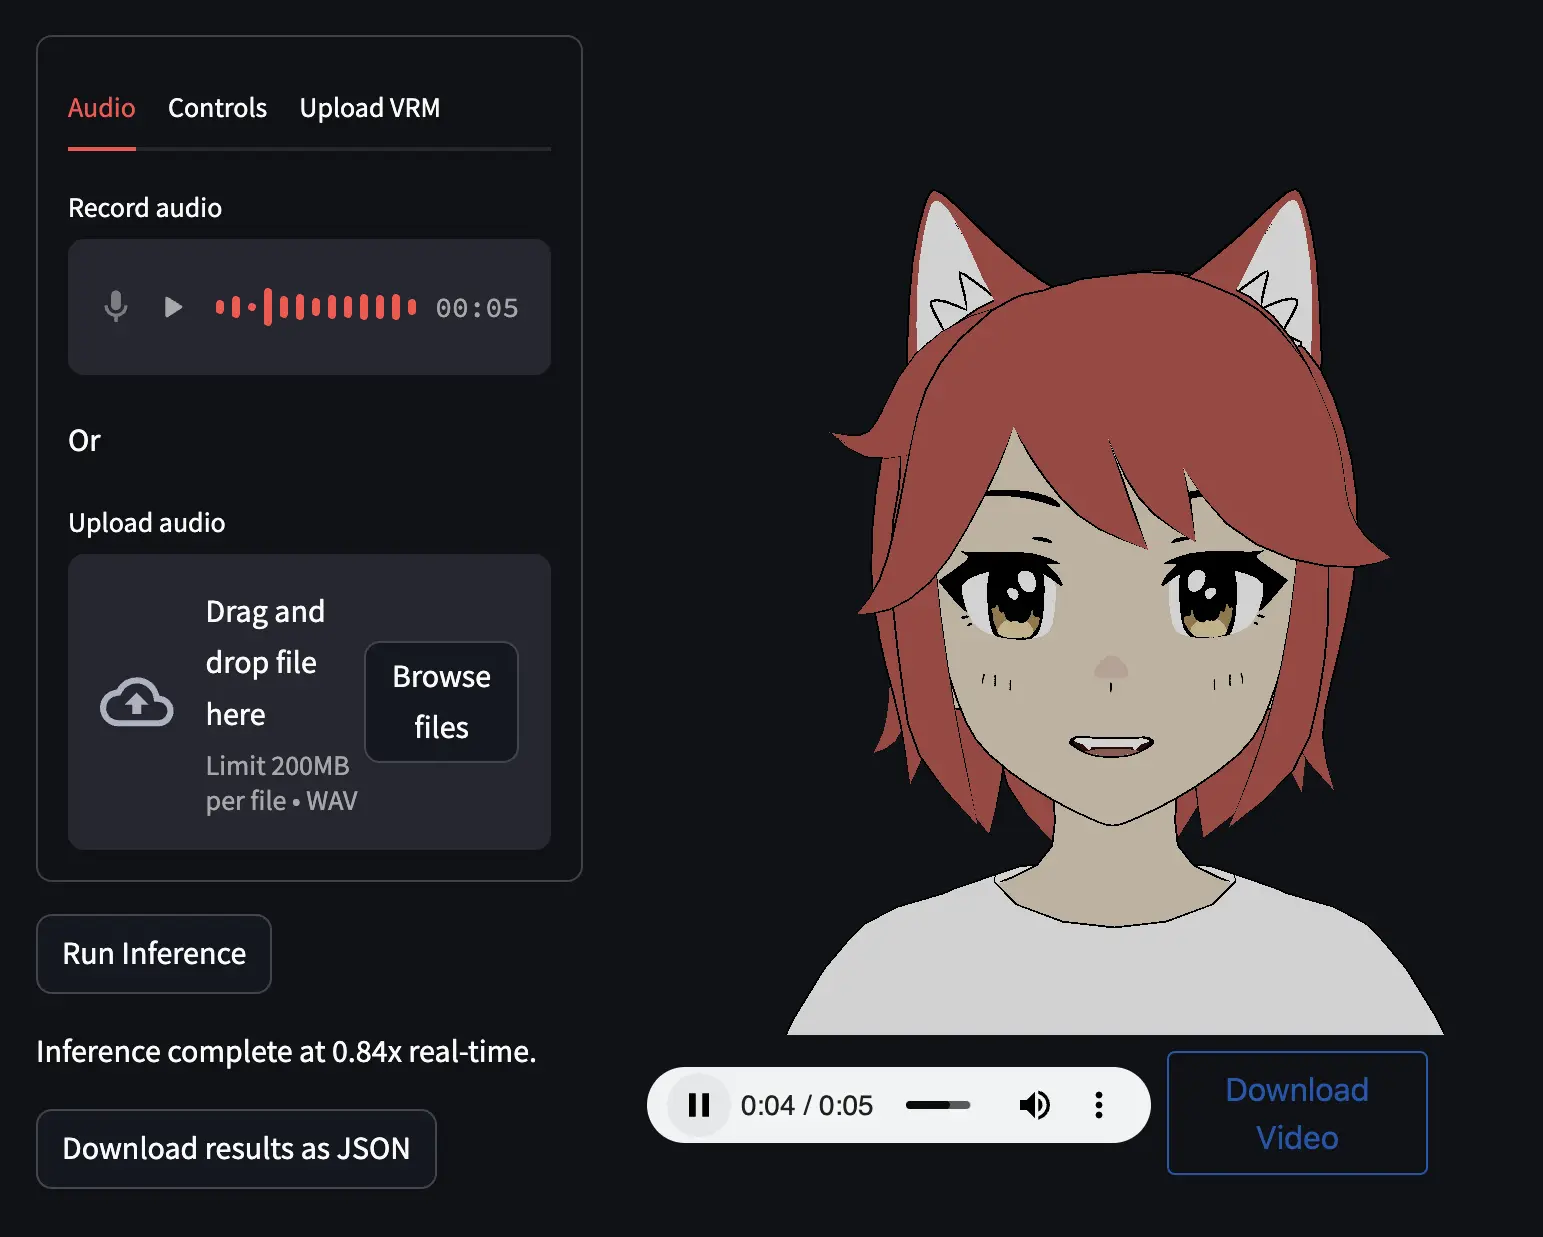 Audio Controls Upload VRM
Record audio
00:05
Or
Upload audio
Drag and
drop file
here
Limit 200MB
per file • WAV
Browse
files
Run Inference
Inference complete at 0.84x real-time.
Download results as JSON
0:04 / 0:05
Download
Video